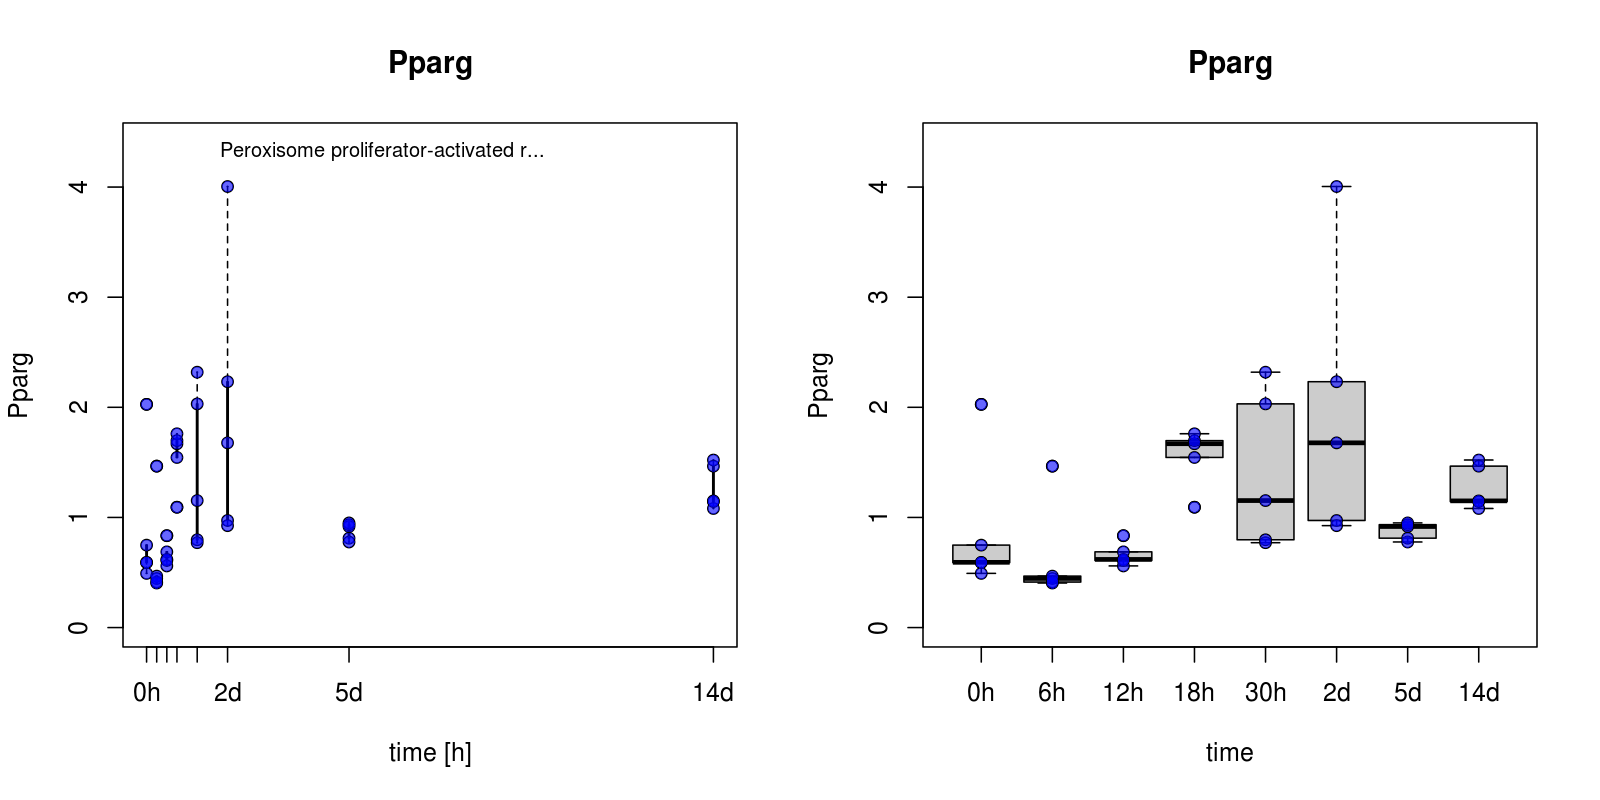 Pparg
Peroxisome proliferator-activated r...
Pparg
4
3
2
1
0
0h 2d 5d 14d
time [h]
Pparg
Pparg
4
3
2
1
0
0h 6h 12h 18h 30h 2d 5d 14d
time